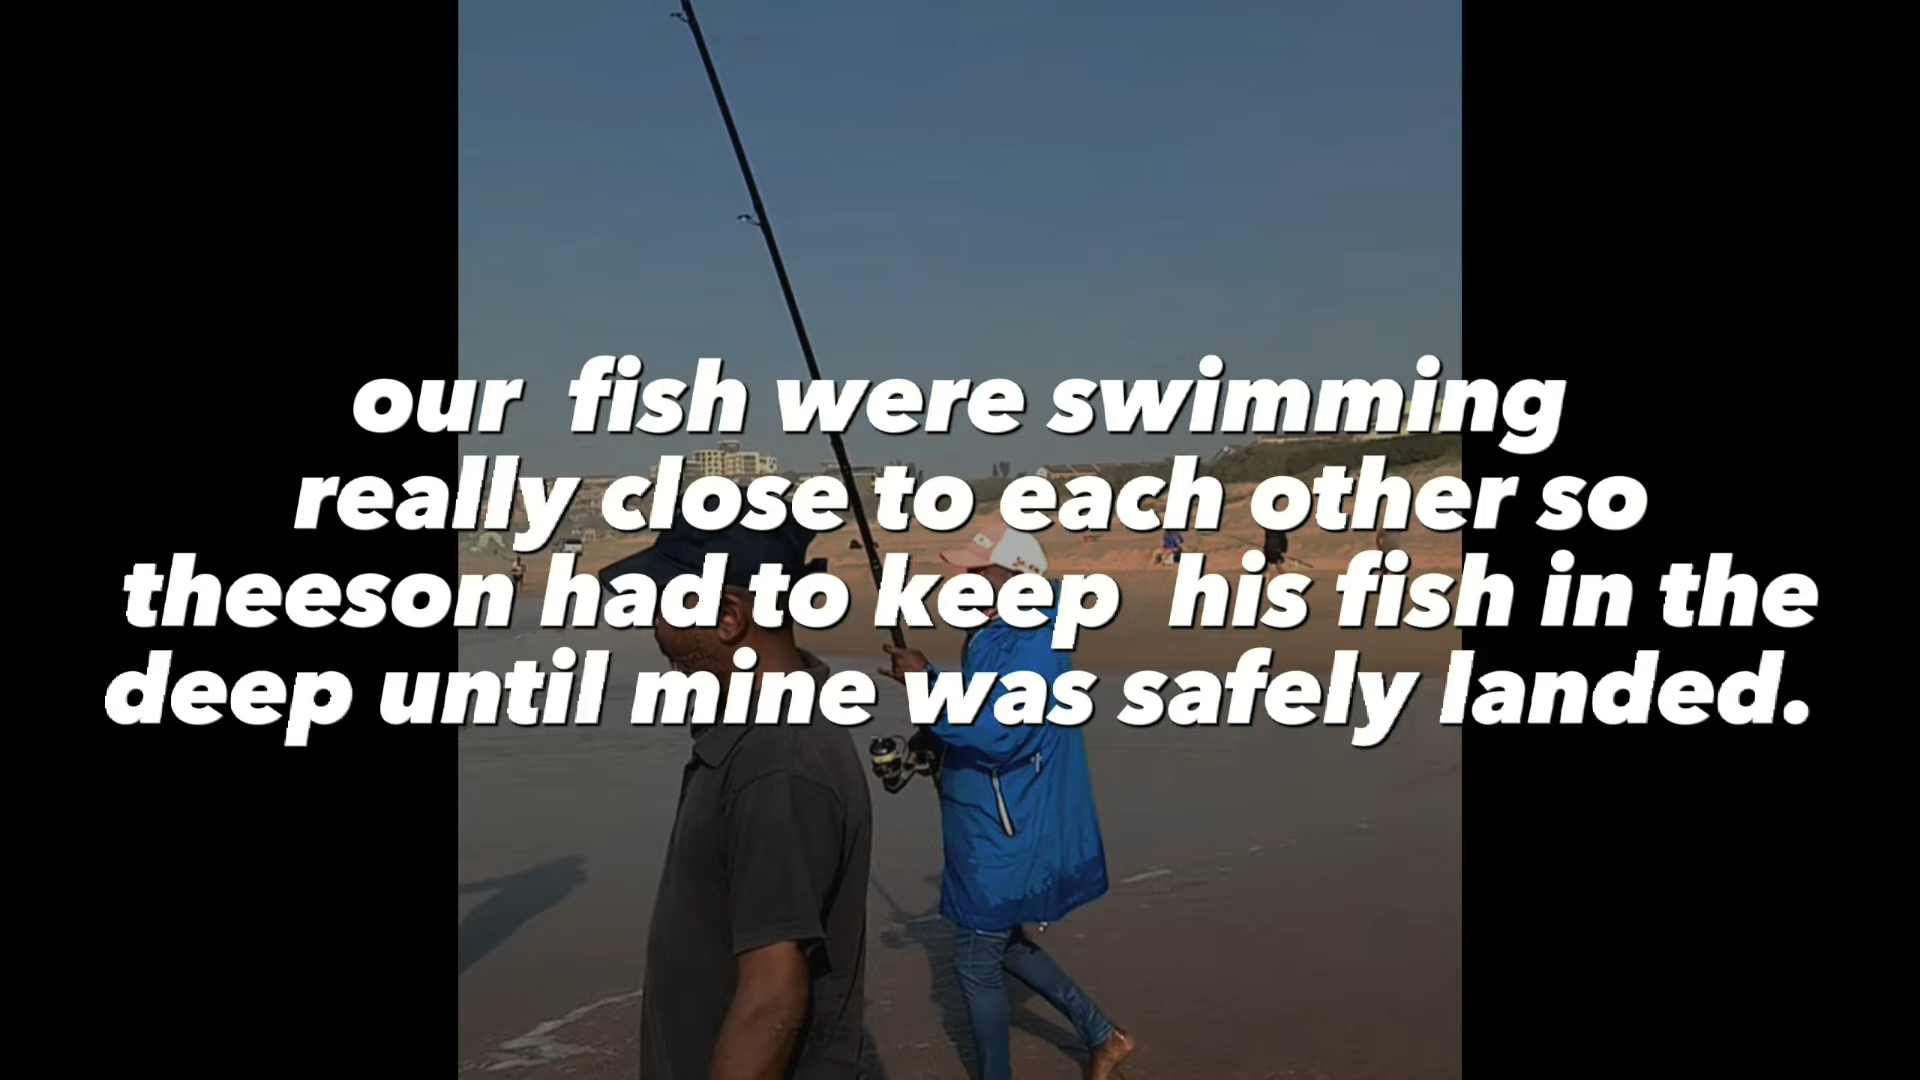 our  fish were swimming
really close to each other so
theeson had to keep  his fish in the
deep until mine was safely landed.